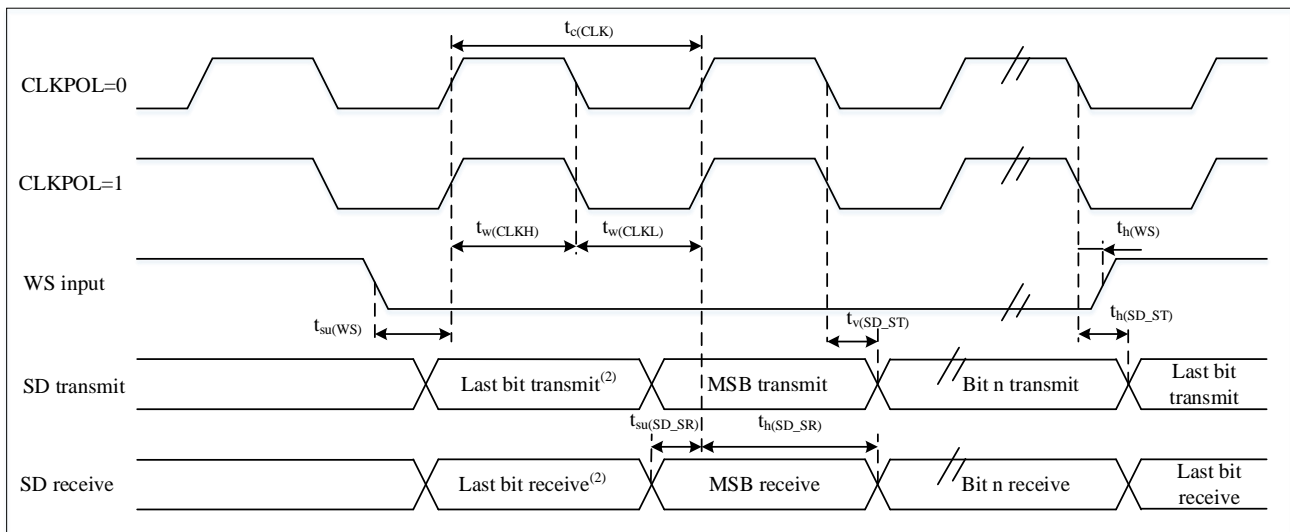 t_c(CLK)
CLKPOL=0
CLKPOL=1
t_w(CLKH)
t_w(CLKL)
t_h(WS)
WS input
t_su(WS)
t_v(SD_ST)
t_h(SD_ST)
SD transmit
Last bit transmit(2)
MSB transmit
Bit n transmit
Last bit
transmit
t_su(SD_SR)
t_h(SD_SR)
SD receive
Last bit receive(2)
MSB receive
Bit n receive
Last bit
receive